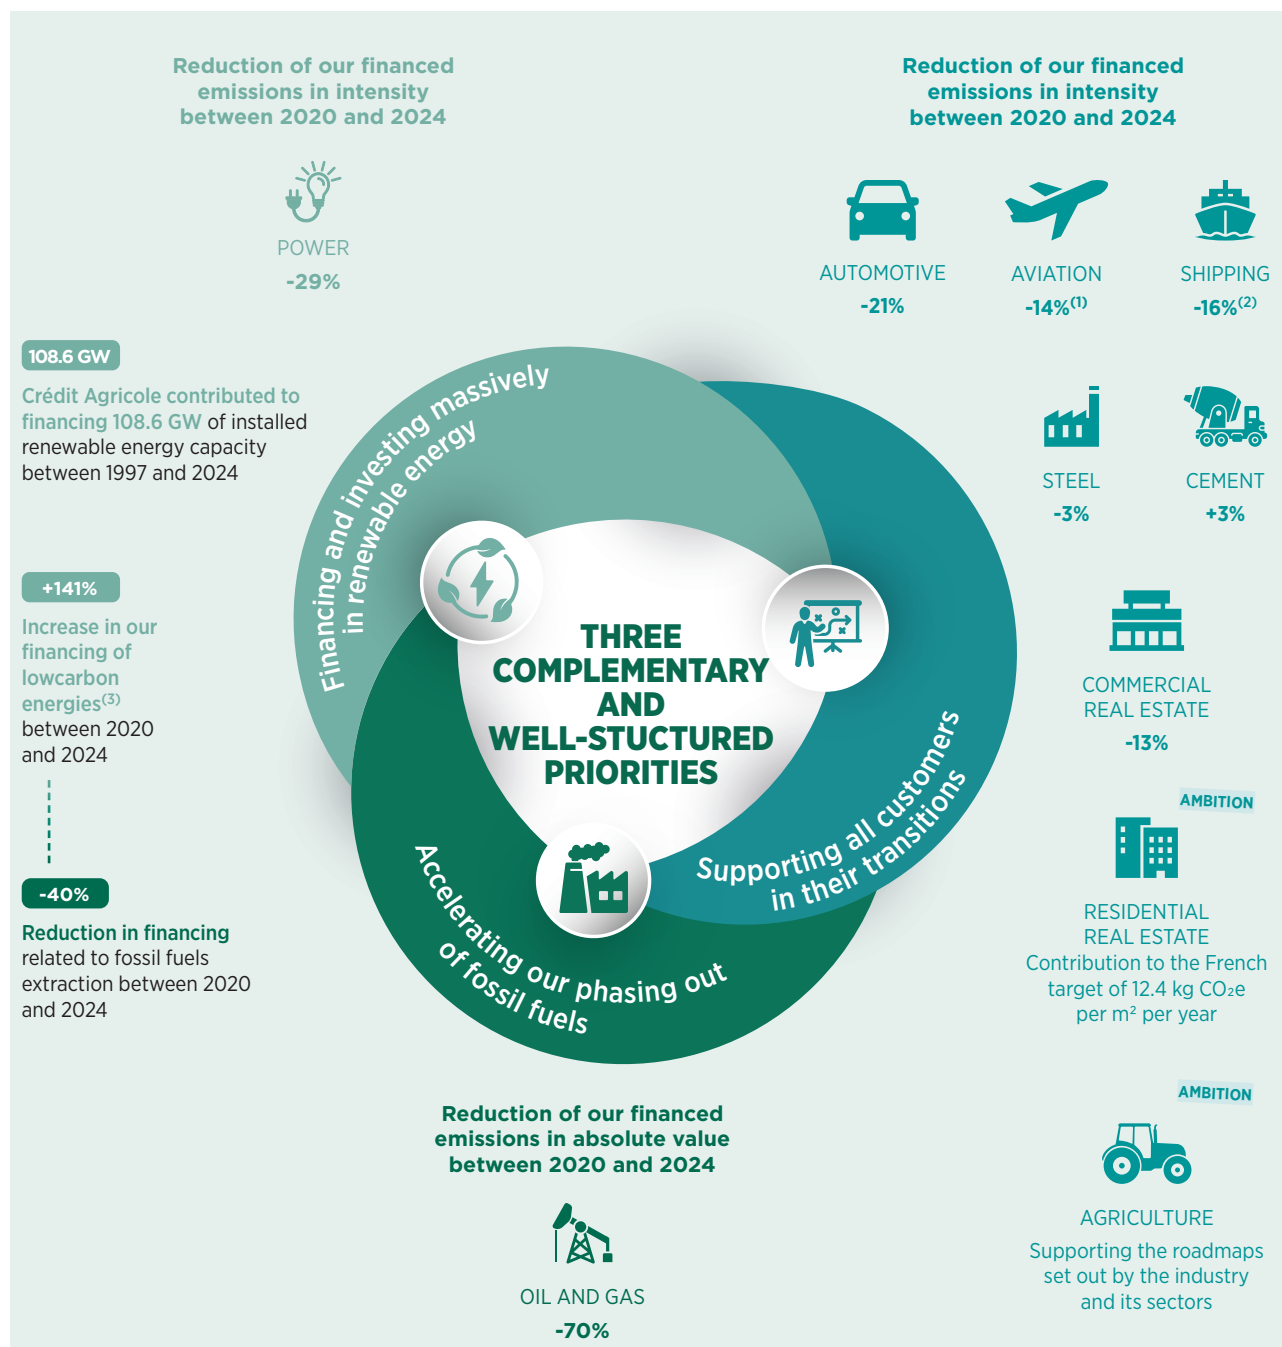 Reduction of our financed
emissions in intensity
between 2020 and 2024
POWER
-29%
108.6 GW
Crédit Agricole contributed to
financing 108.6 GW of installed
renewable energy capacity
between 1997 and 2024
+141%
Increase in our
financing of
lowcarbon
energies(3)
between 2020
and 2024
-40%
Reduction in financing
related to fossil fuels
extraction between 2020
and 2024
Financing and investing massively
in renewable energy
THREE
COMPLEMENTARY
AND
WELL-STUCTURED
PRIORITIES
Supporting all customers
in their transitions
Accelerating our phasing out
of fossil fuels
Reduction of our financed
emissions in absolute value
between 2020 and 2024
OIL AND GAS
-70%
Reduction of our financed
emissions in intensity
between 2020 and 2024
AUTOMOTIVE
-21%
AVIATION
-14%(1)
SHIPPING
-16%(2)
STEEL
-3%
CEMENT
+3%
COMMERCIAL
REAL ESTATE
-13%
AMBITION
RESIDENTIAL
REAL ESTATE
Contribution to the French
target of 12.4 kg CO₂e
per m² per year
AMBITION
AGRICULTURE
Supporting the roadmaps
set out by the industry
and its sectors